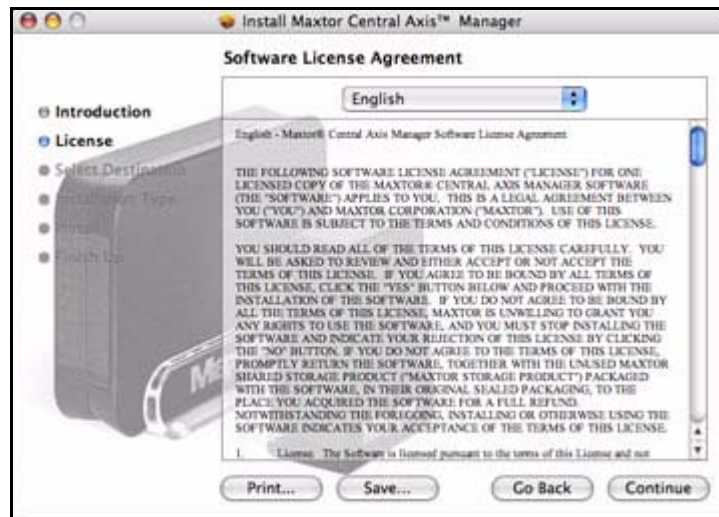 Install Maxtor Central Axis™ Manager
Software License Agreement
English
Introduction
License
Select Destination
Installation Type
Install
Finish Up
English - Maxtor® Central Axis Manager Software License Agreement
THE FOLLOWING SOFTWARE LICENSE AGREEMENT ("LICENSE") FOR ONE
LICENSED COPY OF THE MAXTOR® CENTRAL AXIS MANAGER SOFTWARE
(THE "SOFTWARE") APPLIES TO YOU. THIS IS A LEGAL AGREEMENT BETWEEN
YOU ("YOU") AND MAXTOR CORPORATION ("MAXTOR"). USE OF THIS
SOFTWARE IS SUBJECT TO THE TERMS AND CONDITIONS OF THIS LICENSE.
YOU SHOULD READ ALL OF THE TERMS OF THIS LICENSE CAREFULLY. YOU
WILL BE ASKED TO REVIEW AND EITHER ACCEPT OR NOT ACCEPT THE
TERMS OF THIS LICENSE. IF YOU AGREE TO BE BOUND BY ALL TERMS OF
THIS LICENSE, CLICK THE "YES" BUTTON BELOW AND PROCEED WITH THE
INSTALLATION OF THE SOFTWARE. IF YOU DO NOT AGREE TO BE BOUND BY
ALL THE TERMS OF THIS LICENSE, MAXTOR IS UNWILLING TO GRANT YOU
ANY RIGHTS TO USE THE SOFTWARE, AND YOU MUST STOP INSTALLING THE
SOFTWARE AND INDICATE YOUR REJECTION OF THIS LICENSE BY CLICKING
THE "NO" BUTTON. IF YOU DO NOT AGREE TO THE TERMS OF THIS LICENSE,
PROMPTLY RETURN THE SOFTWARE, TOGETHER WITH THE UNUSED MAXTOR
SHARED STORAGE PRODUCT ("MAXTOR STORAGE PRODUCT") PACKAGED
WITH THE SOFTWARE, IN THEIR ORIGINAL SEALED PACKAGING, TO THE
PLACE YOU ACQUIRED THE SOFTWARE FOR A FULL REFUND.
NOTWITHSTANDING THE FOREGOING, INSTALLING OR OTHERWISE USING THE
SOFTWARE INDICATES YOUR ACCEPTANCE OF THE TERMS OF THIS LICENSE.
1. License. The Software is licensed pursuant to the terms of this License and not
Print... Save... Go Back Continue